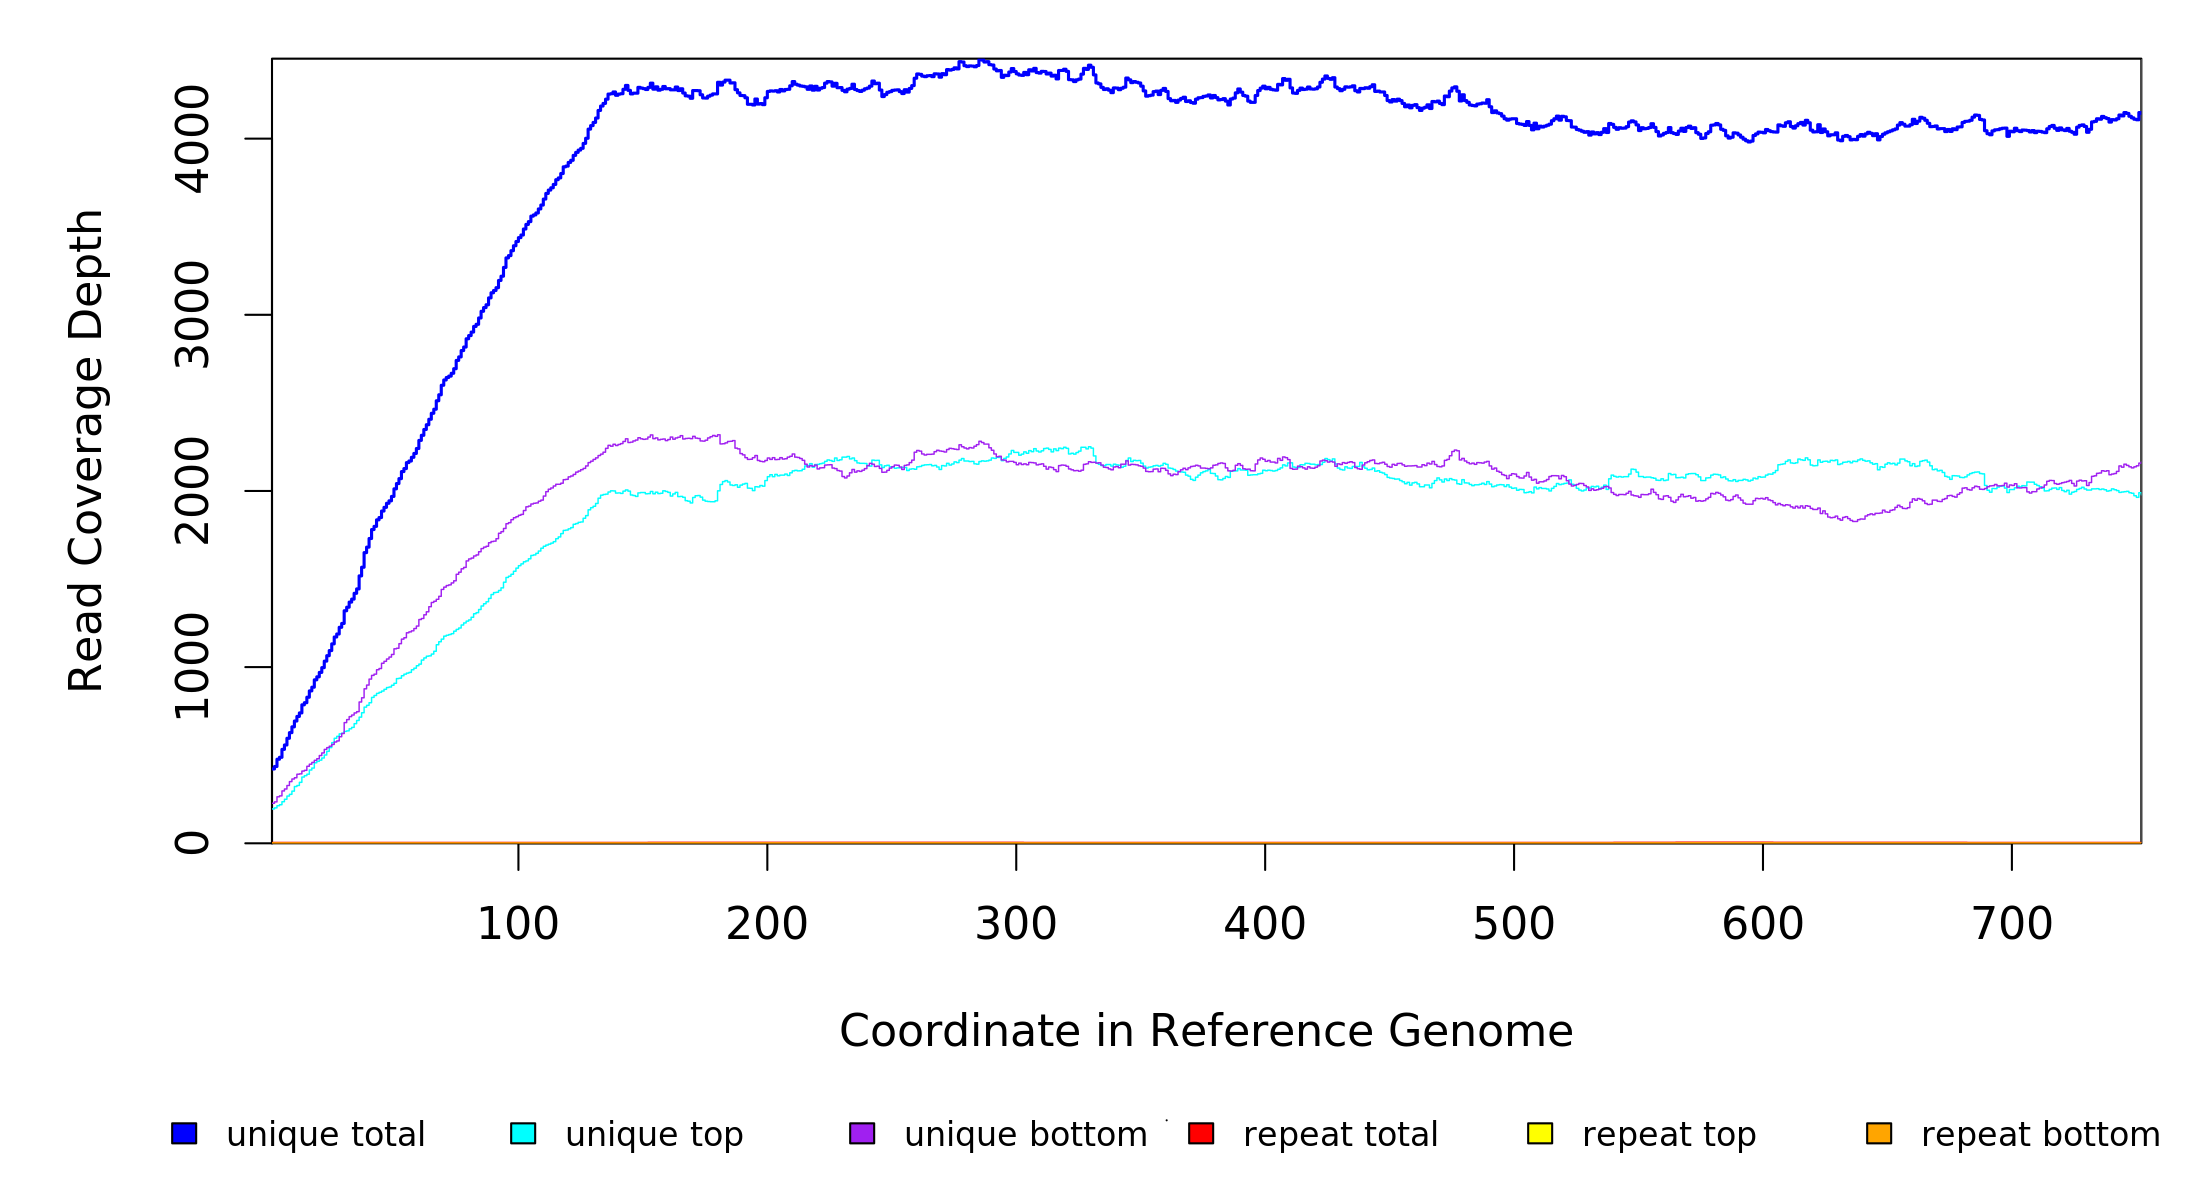 Read Coverage Depth
4000
3000
2000
1000
0
100 200 300 400 500 600 700
Coordinate in Reference Genome
unique total unique top unique bottom repeat total repeat top repeat bottom